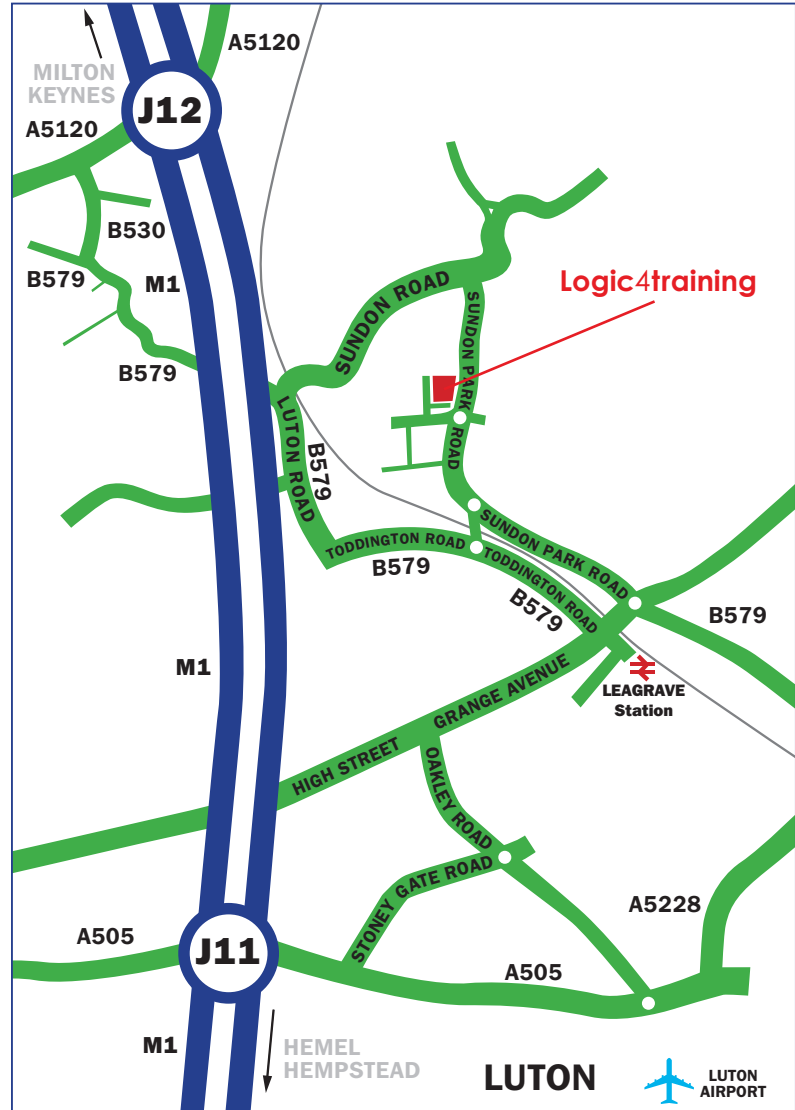 A5120
MILTON
KEYNES
J12
A5120
B530
B579
M1
B579
SUNDON ROAD
Logic4training
SUNDON PARK
ROAD
LUTON ROAD
B579
SUNDON PARK ROAD
TODDINGTON ROAD
TODDINGTON ROAD
B579
B579
B579
M1
LEAGRAVE
Station
GRANGE AVENUE
HIGH STREET
OAKLEY ROAD
STONEY GATE ROAD
A5228
A505
J11
A505
M1
HEMEL
HEMPSTEAD
LUTON
LUTON
AIRPORT